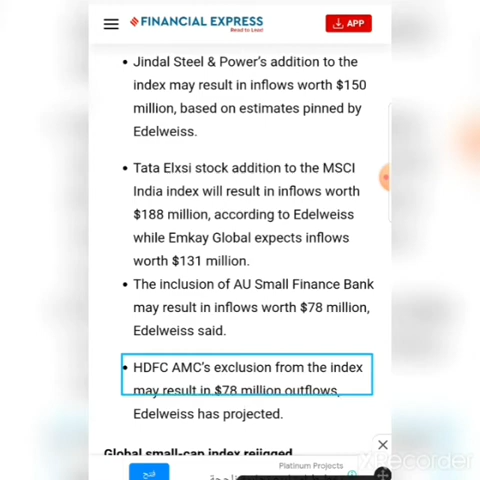 FINANCIAL EXPRESS
Read to Lead
APP
• Jindal Steel & Power's addition to the
index may result in inflows worth $150
million, based on estimates pinned by
Edelweiss.
• Tata Elxsi stock addition to the MSCI
India index will result in inflows worth
$188 million, according to Edelweiss
while Emkay Global expects inflows
worth $131 million.
• The inclusion of AU Small Finance Bank
may result in inflows worth $78 million,
Edelweiss said.
• HDFC AMC's exclusion from the index
may result in $78 million outflows,
Edelweiss has projected.
Global small-cap index rejigged
Platinum Projects
فتح
RECORDER